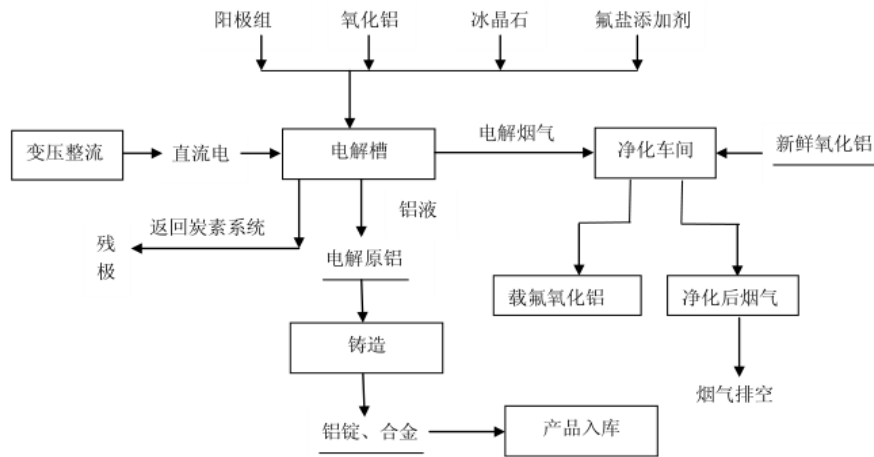 阳极组 氧化铝 冰晶石 氟盐添加剂
变压整流 直流电 电解槽 电解烟气 净化车间 新鲜氧化铝
返回炭素系统 铝液
残
极
电解原铝
载氟氧化铝 净化后烟气
铸造
烟气排空
铝锭、合金 产品入库